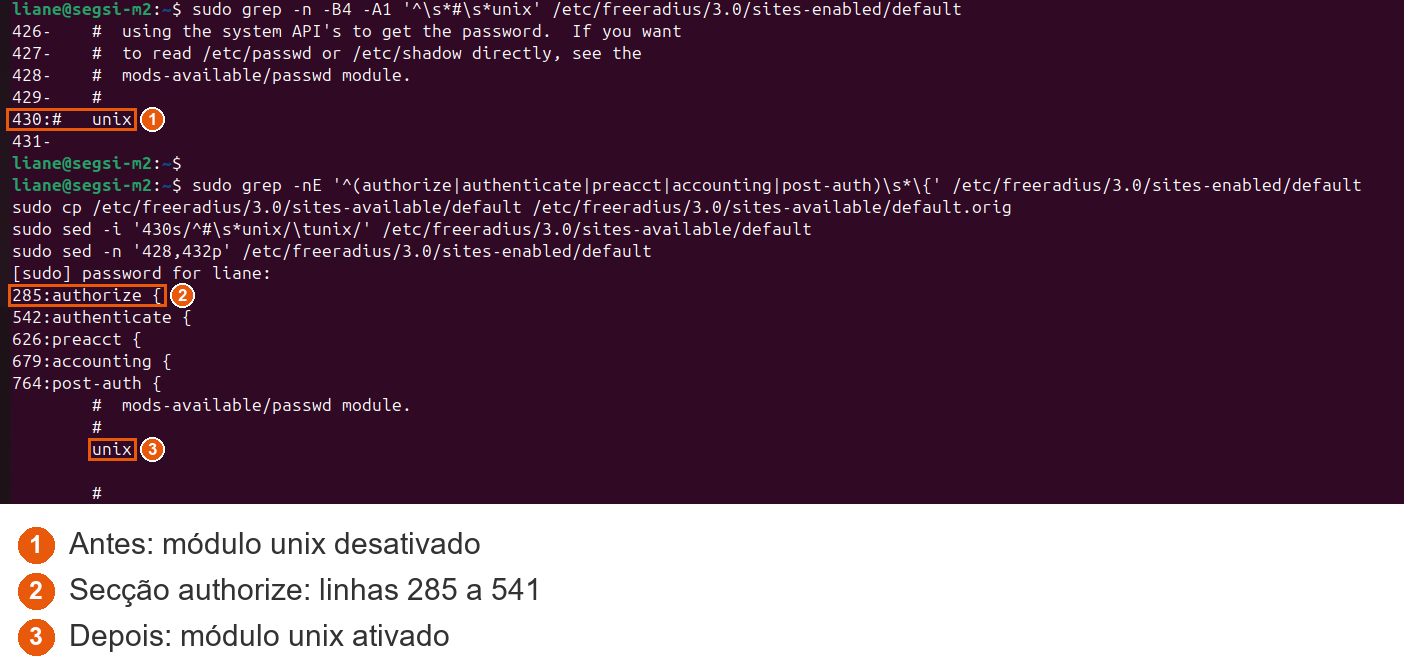 liane@segsi-m2:~$ sudo grep -n -B4 -A1 '^\s*#\s*unix' /etc/freeradius/3.0/sites-enabled/default
426-    #  using the system API's to get the password.  If you want
427-    #  to read /etc/passwd or /etc/shadow directly, see the
428-    #  mods-available/passwd module.
429-    #
430:#   unix 1
431-
liane@segsi-m2:~$
liane@segsi-m2:~$ sudo grep -nE '^(authorize|authenticate|preacct|accounting|post-auth)\s*\{' /etc/freeradius/3.0/sites-enabled/default
sudo cp /etc/freeradius/3.0/sites-available/default /etc/freeradius/3.0/sites-available/default.orig
sudo sed -i '430s/^#\s*unix/\tunix/' /etc/freeradius/3.0/sites-available/default
sudo sed -n '428,432p' /etc/freeradius/3.0/sites-enabled/default
[sudo] password for liane:
285:authorize { 2
542:authenticate {
626:preacct {
679:accounting {
764:post-auth {
        #  mods-available/passwd module.
        #
        unix 3
        #
1 Antes: módulo unix desativado
2 Secção authorize: linhas 285 a 541
3 Depois: módulo unix ativado